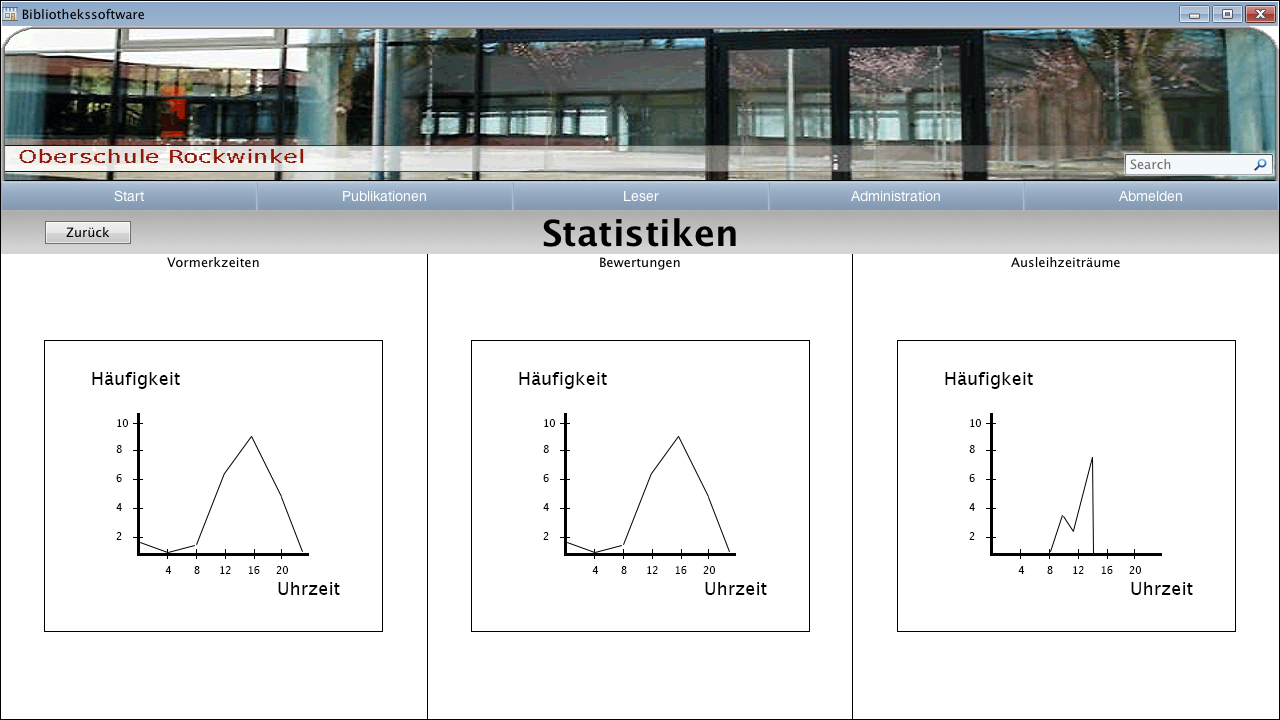 Bibliothekssoftware
Oberschule Rockwinkel
Search
Start Publikationen Leser Administration Abmelden
Zurück
Statistiken
Vormerkzeiten
Häufigkeit
10
8
6
4
2
4 8 12 16 20
Uhrzeit
Bewertungen
Häufigkeit
10
8
6
4
2
4 8 12 16 20
Uhrzeit
Ausleihzeiträume
Häufigkeit
10
8
6
4
2
4 8 12 16 20
Uhrzeit